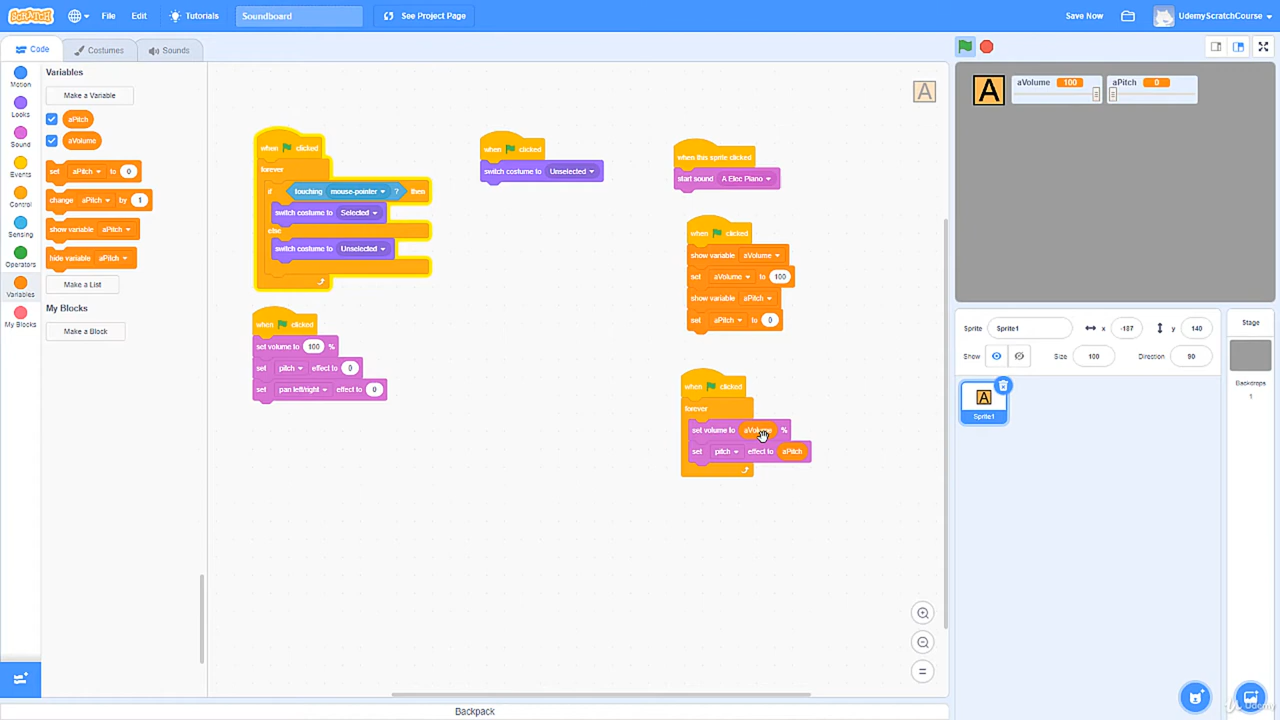 SCRATCH File Edit Tutorials Soundboard See Project Page Save Now UdemyScratchCourse
Code Costumes Sounds
Motion
Looks
Sound
Events
Control
Sensing
Operators
Variables
My Blocks
Variables
Make a Variable
aPitch
aVolume
set aPitch to 0
change aPitch by 1
show variable aPitch
hide variable aPitch
Make a List
My Blocks
Make a Block
when clicked
forever
if touching mouse-pointer ? then
switch costume to Selected
else
switch costume to Unselected
when clicked
set volume to 100 %
set pitch effect to 0
set pan left/right effect to 0
when clicked
switch costume to Unselected
when this sprite clicked
start sound A Elec Piano
when clicked
show variable aVolume
set aVolume to 100
show variable aPitch
set aPitch to 0
when clicked
forever
set volume to aVolume %
set pitch effect to aPitch
A
A aVolume 100 aPitch 0
Sprite Sprite1 x -187 y 140
Show Size 100 Direction 90
A
Sprite1
Stage
Backdrops
1
Backpack
Udemy